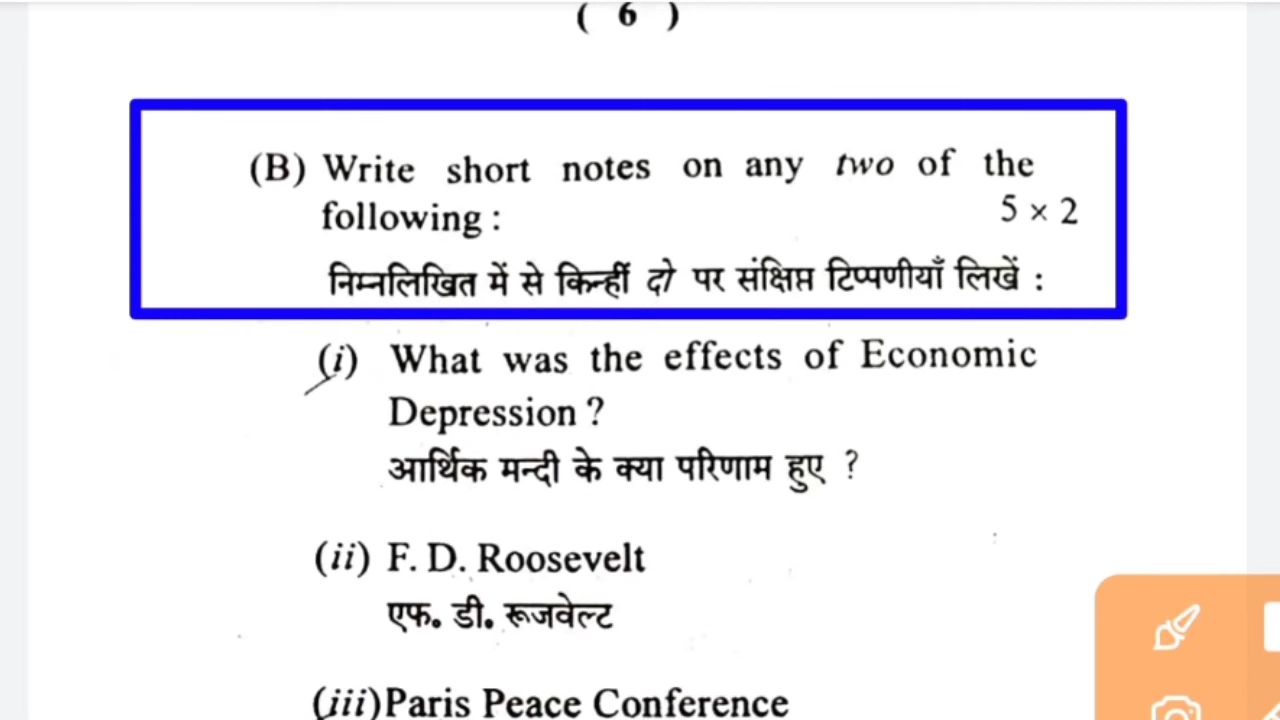 ( 6 )
(B) Write short notes on any two of the
following : 5 × 2
निम्नलिखित में से किन्हीं दो पर संक्षिप्त टिप्पणीयाँ लिखें :
(i) What was the effects of Economic
Depression ?
आर्थिक मन्दी के क्या परिणाम हुए ?
(ii) F. D. Roosevelt
एफ. डी. रूजवेल्ट
(iii) Paris Peace Conference